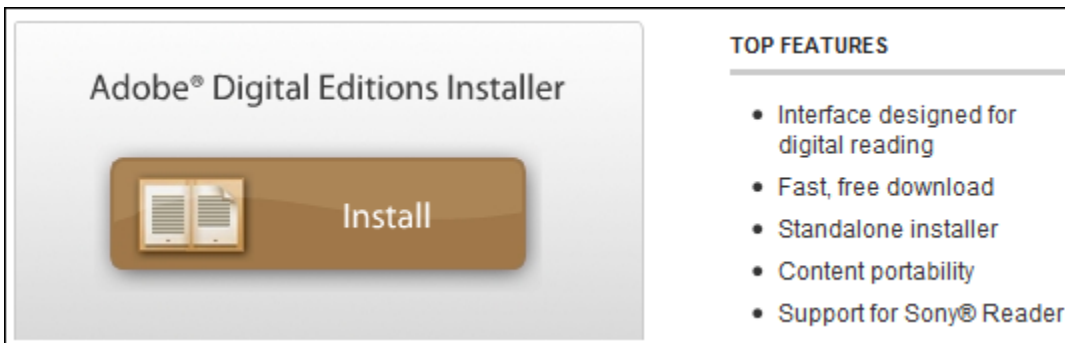 Adobe® Digital Editions Installer
Install
TOP FEATURES
• Interface designed for
digital reading
• Fast, free download
• Standalone installer
• Content portability
• Support for Sony® Reader